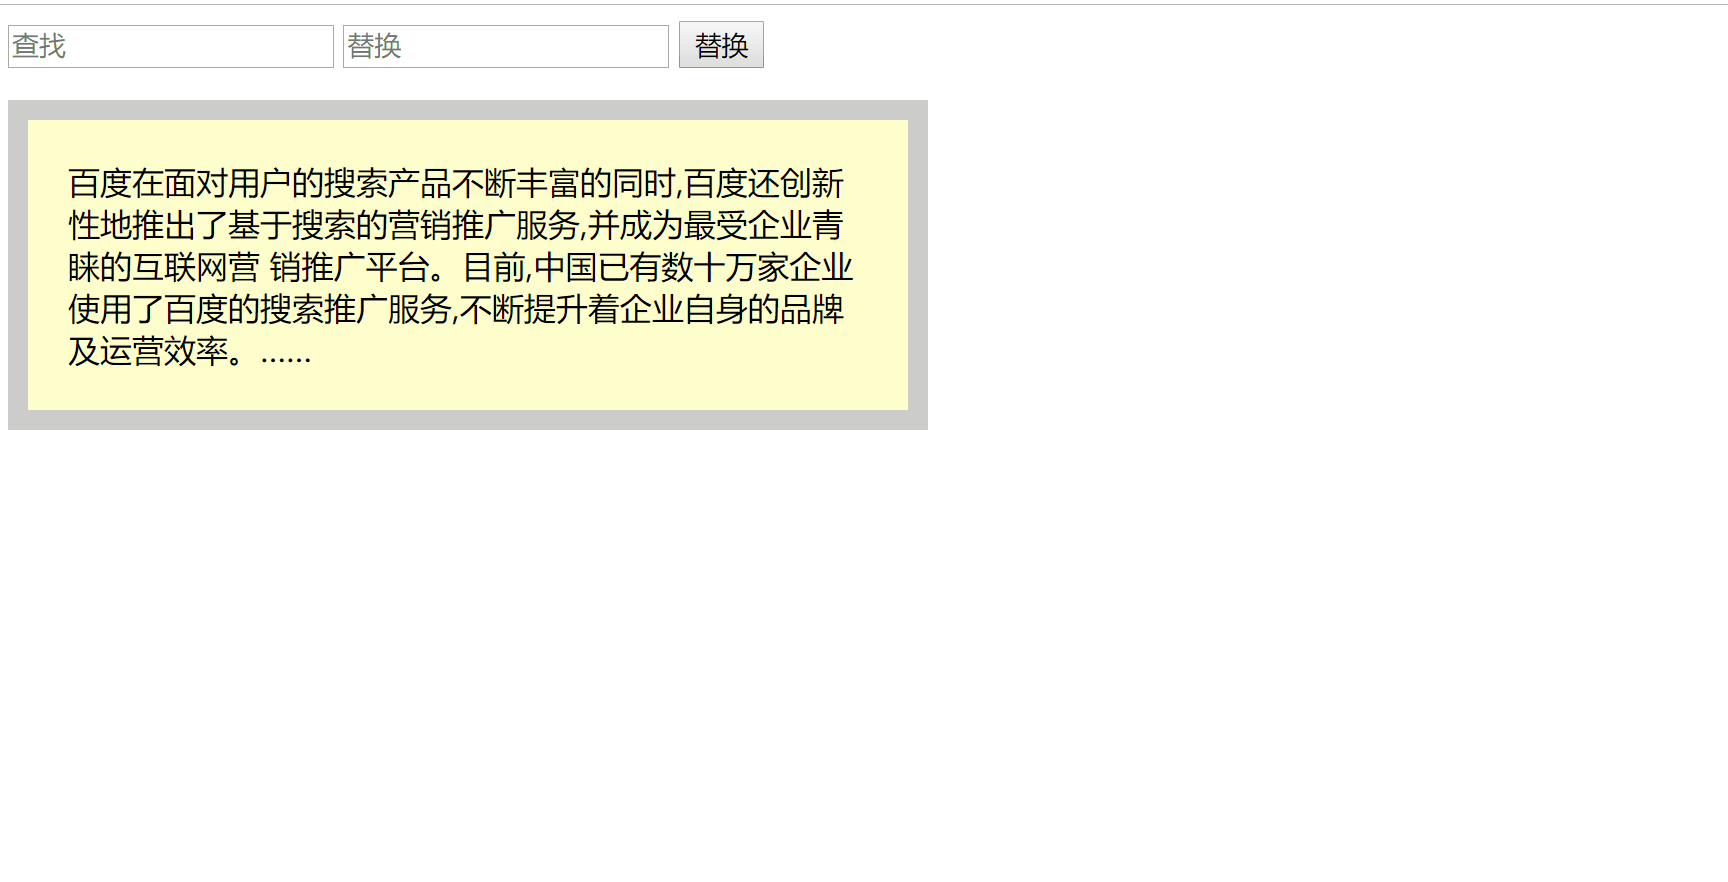 查找 替换 替换
百度在面对用户的搜索产品不断丰富的同时,百度还创新
性地推出了基于搜索的营销推广服务,并成为最受企业青
睐的互联网营 销推广平台。目前,中国已有数十万家企业
使用了百度的搜索推广服务,不断提升着企业自身的品牌
及运营效率。......